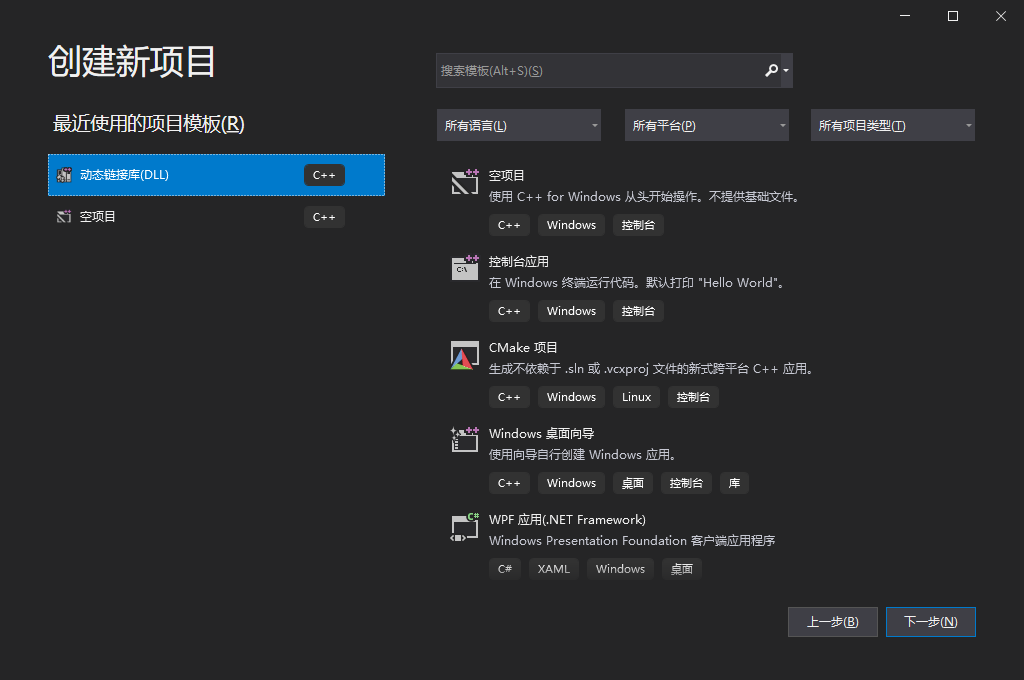 创建新项目
最近使用的项目模板(R)
动态链接库(DLL) C++
空项目 C++
搜索模板(Alt+S)(S)
所有语言(L) 所有平台(P) 所有项目类型(T)
空项目
使用 C++ for Windows 从头开始操作。不提供基础文件。
C++ Windows 控制台
控制台应用
在 Windows 终端运行代码。默认打印 "Hello World"。
C++ Windows 控制台
CMake 项目
生成不依赖于 .sln 或 .vcxproj 文件的新式跨平台 C++ 应用。
C++ Windows Linux 控制台
Windows 桌面向导
使用向导自行创建 Windows 应用。
C++ Windows 桌面 控制台 库
WPF 应用(.NET Framework)
Windows Presentation Foundation 客户端应用程序
C# XAML Windows 桌面
上一步(B) 下一步(N)